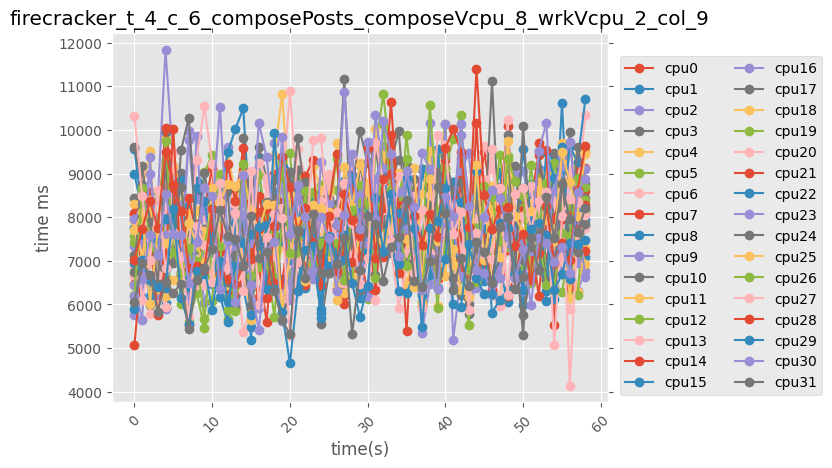 firecracker_t_4_c_6_composePosts_composeVcpu_8_wrkVcpu_2_col_9
time ms
12000
11000
10000
9000
8000
7000
6000
5000
4000
0
10
20
30
40
50
60
time(s)
cpu0
cpu1
cpu2
cpu3
cpu4
cpu5
cpu6
cpu7
cpu8
cpu9
cpu10
cpu11
cpu12
cpu13
cpu14
cpu15
cpu16
cpu17
cpu18
cpu19
cpu20
cpu21
cpu22
cpu23
cpu24
cpu25
cpu26
cpu27
cpu28
cpu29
cpu30
cpu31